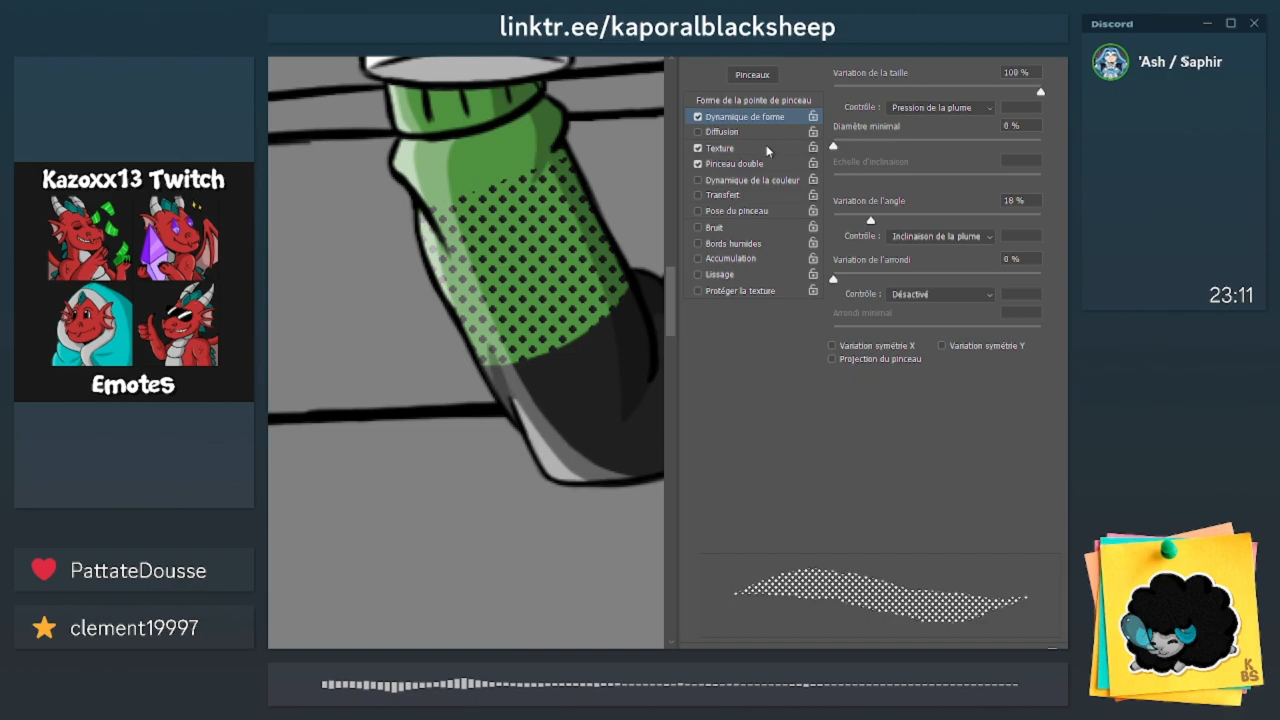 linktr.ee/kaporalblacksheep
Discord
'Ash / Saphir
23:11
Kazoxx13 Twitch
Emotes
PattateDousse
clement19997
Pinceaux
Forme de la pointe de pinceau
Dynamique de forme
Diffusion
Texture
Pinceau double
Dynamique de la couleur
Transfert
Pose du pinceau
Bruit
Bords humides
Accumulation
Lissage
Protéger la texture
Variation de la taille 100 %
Contrôle : Pression de la plume
Diamètre minimal 0 %
Echelle d'inclinaison
Variation de l'angle 18 %
Contrôle : Inclinaison de la plume
Variation de l'arrondi 0 %
Contrôle : Désactivé
Arrondi minimal
Variation symétrie X Variation symétrie Y
Projection du pinceau
K
BS